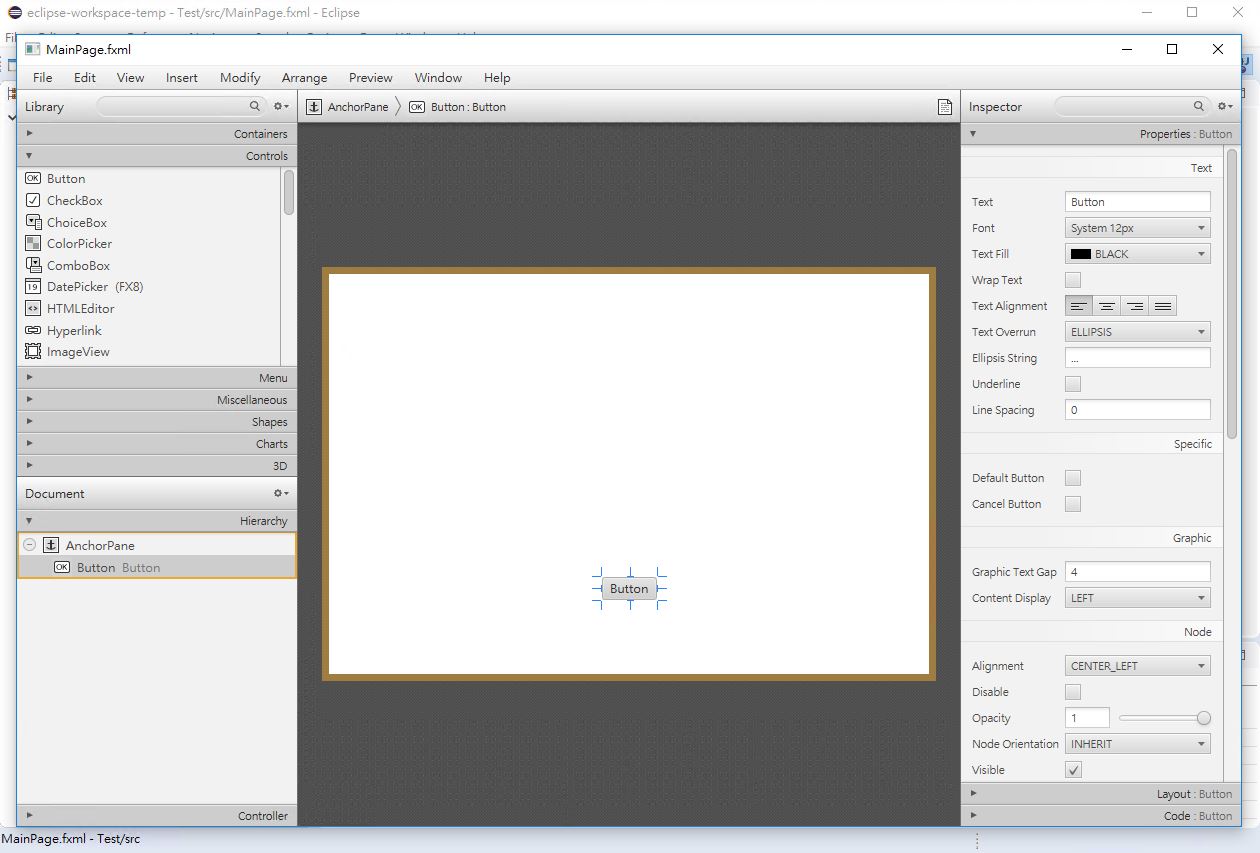 eclipse-workspace-temp - Test/src/MainPage.fxml - Eclipse
MainPage.fxml
File Edit View Insert Modify Arrange Preview Window Help
Library
AnchorPane
OK Button : Button
Inspector
Containers
Controls
OK Button
CheckBox
ChoiceBox
ColorPicker
ComboBox
19 DatePicker (FX8)
HTMLEditor
Hyperlink
ImageView
Menu
Miscellaneous
Shapes
Charts
3D
Document
Hierarchy
AnchorPane
OK Button Button
Controller
Button
Properties : Button
Text
Text Button
Font System 12px
Text Fill BLACK
Wrap Text
Text Alignment
Text Overrun ELLIPSIS
Ellipsis String ...
Underline
Line Spacing 0
Specific
Default Button
Cancel Button
Graphic
Graphic Text Gap 4
Content Display LEFT
Node
Alignment CENTER_LEFT
Disable
Opacity 1
Node Orientation INHERIT
Visible
Layout : Button
Code : Button
MainPage.fxml - Test/src